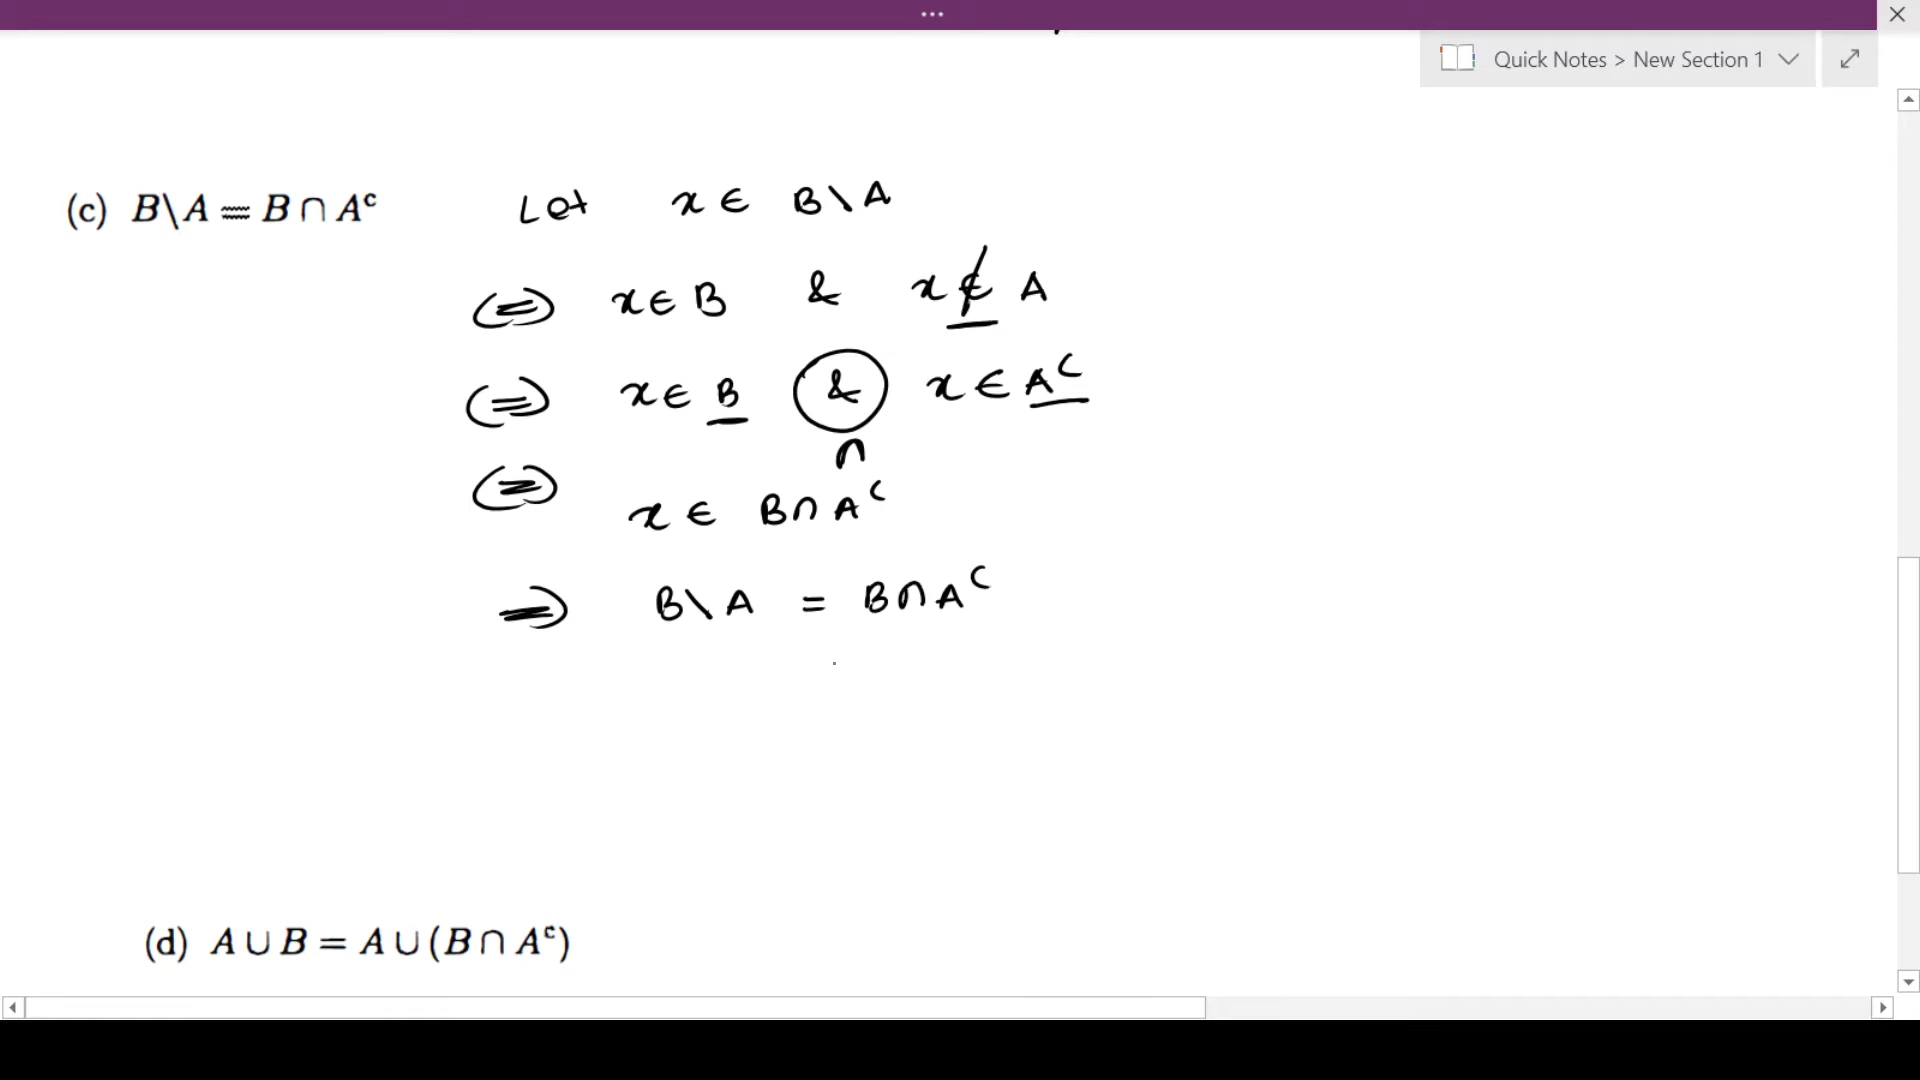 ...
Quick Notes > New Section 1
(c) B\A = B ∩ Aᶜ
Let x ∈ B\A
⇔ x ∈ B & x ∉ A
⇔ x ∈ B & x ∈ Aᶜ
∩
⇔ x ∈ B∩Aᶜ
⇒ B\A = B∩Aᶜ
(d) A ∪ B = A ∪ (B ∩ Aᶜ)